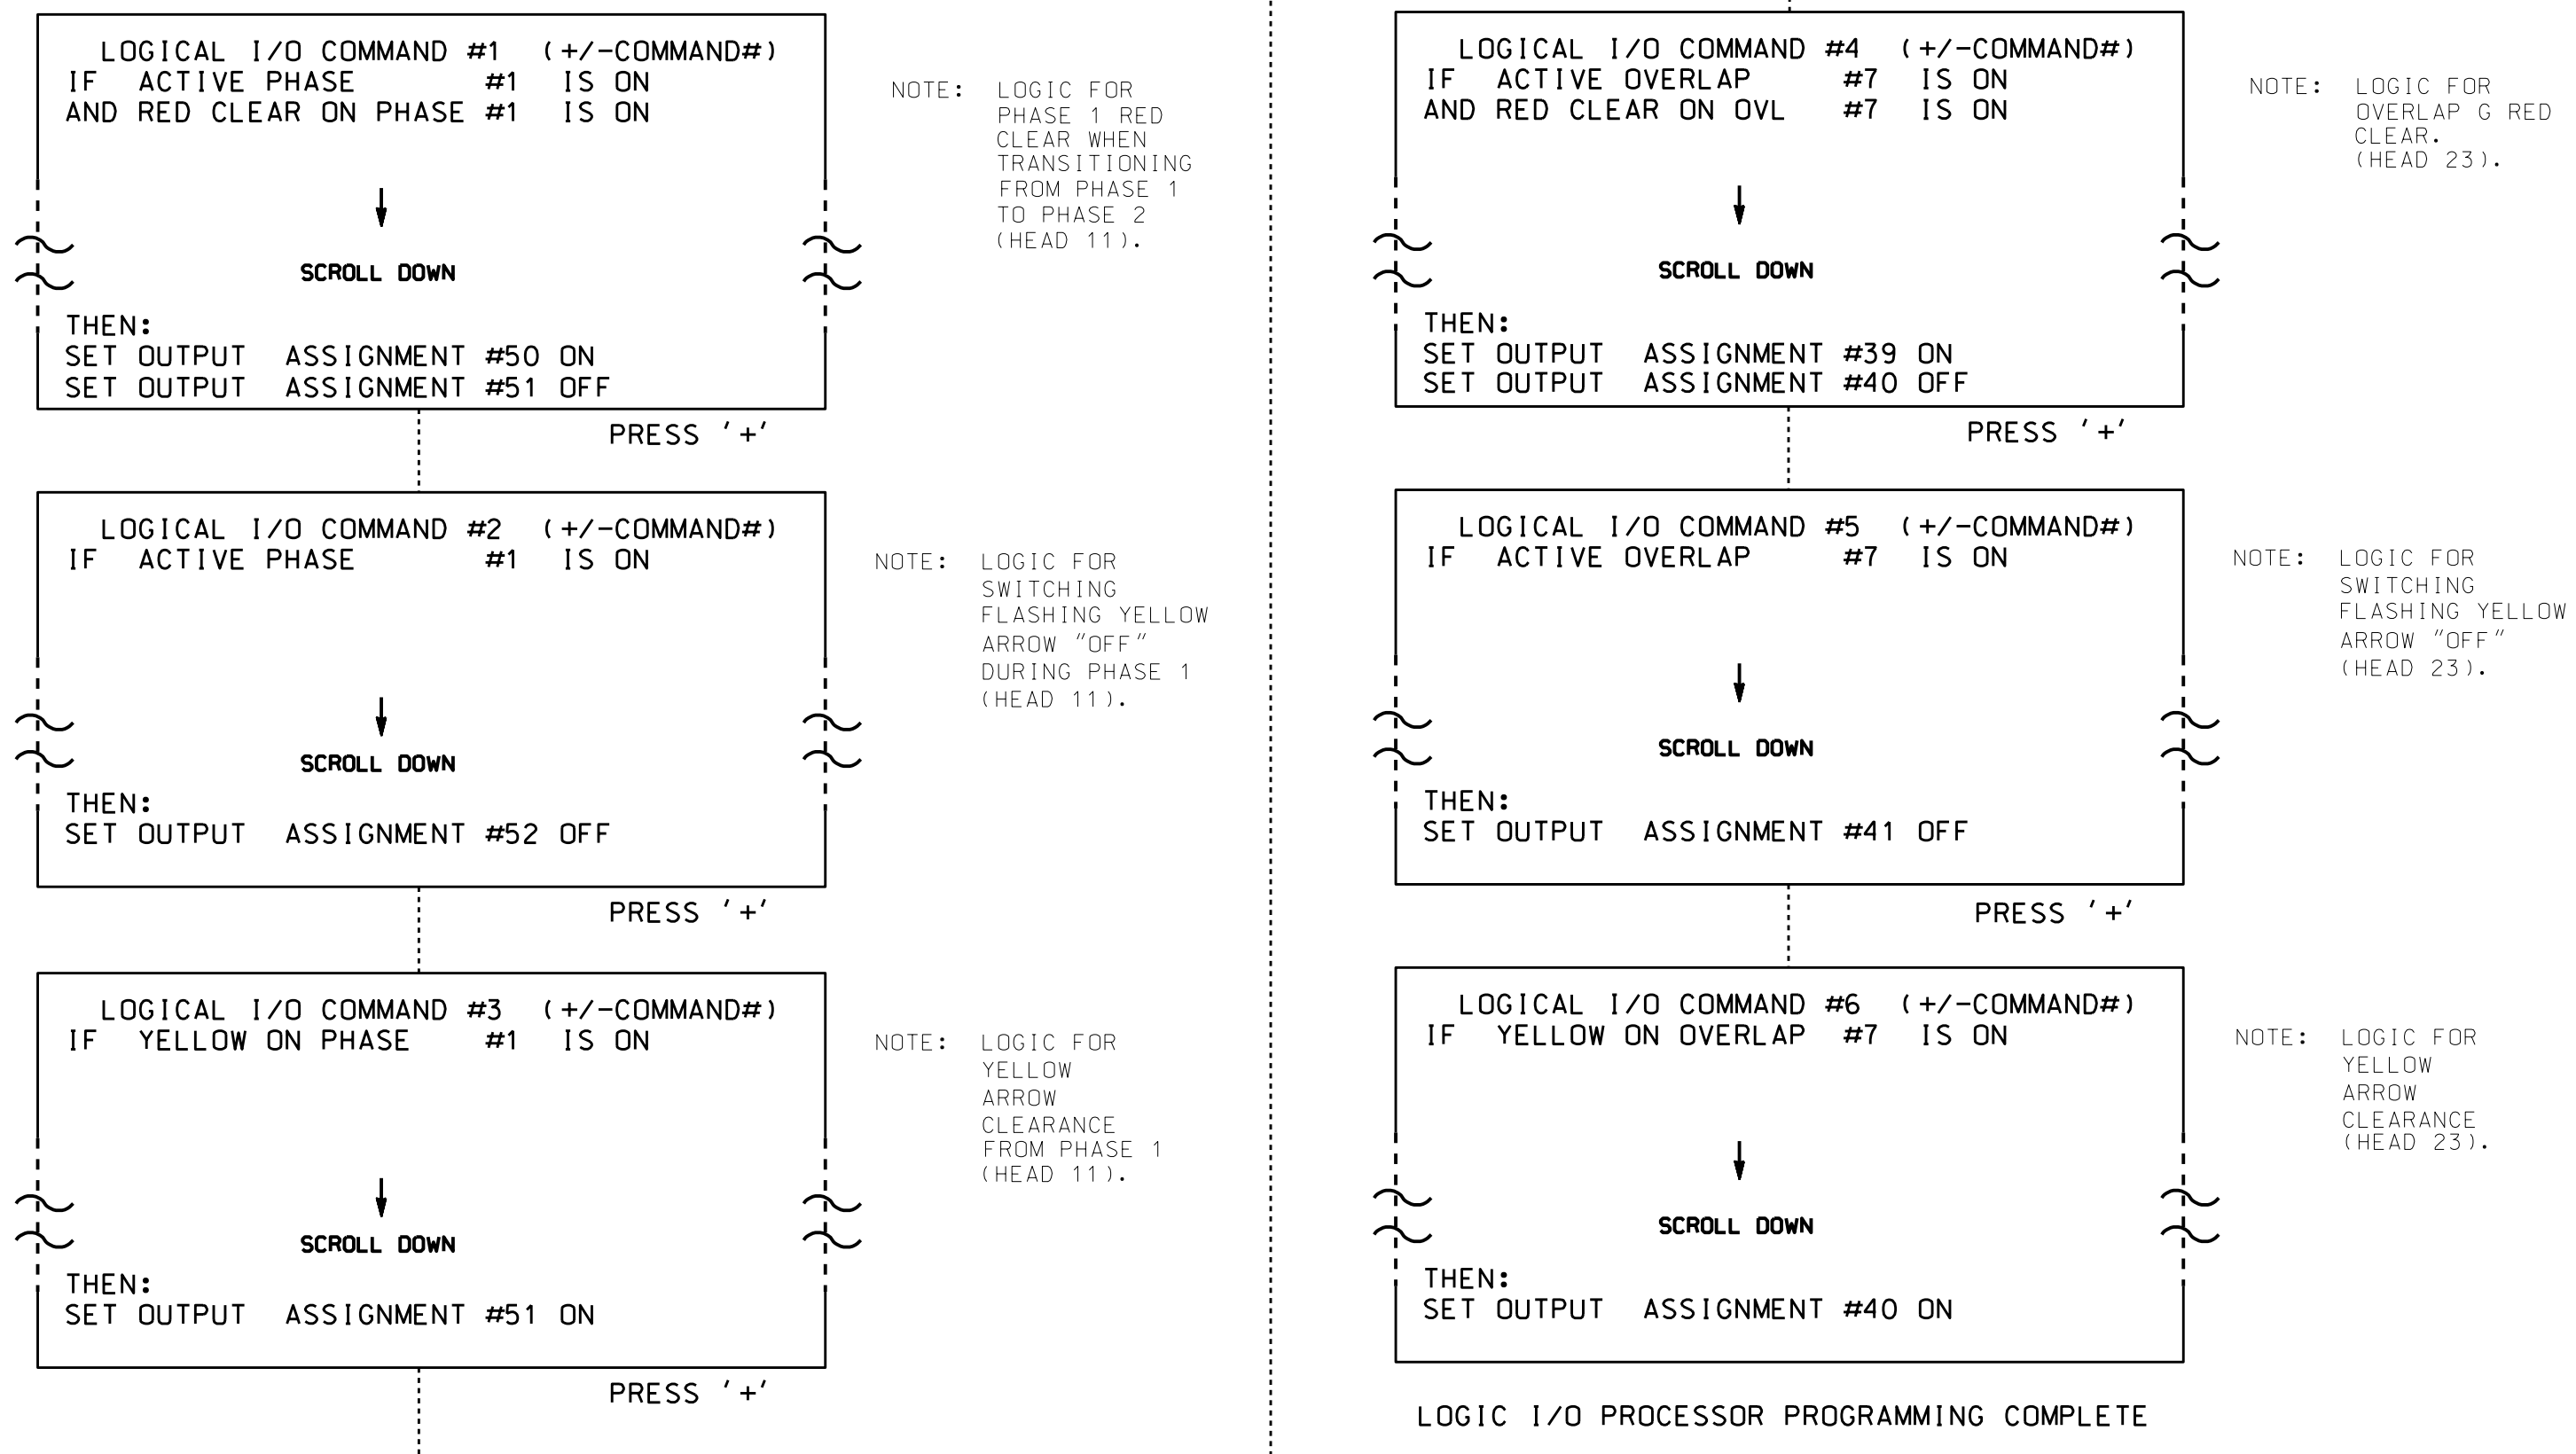 LOGICAL I/O COMMAND #1 (+/-COMMAND#)
IF ACTIVE PHASE #1 IS ON
AND RED CLEAR ON PHASE #1 IS ON
SCROLL DOWN
THEN:
SET OUTPUT ASSIGNMENT #50 ON
SET OUTPUT ASSIGNMENT #51 OFF
PRESS '+'
NOTE: LOGIC FOR
PHASE 1 RED
CLEAR WHEN
TRANSITIONING
FROM PHASE 1
TO PHASE 2
(HEAD 11).
LOGICAL I/O COMMAND #2 (+/-COMMAND#)
IF ACTIVE PHASE #1 IS ON
SCROLL DOWN
THEN:
SET OUTPUT ASSIGNMENT #52 OFF
PRESS '+'
NOTE: LOGIC FOR
SWITCHING
FLASHING YELLOW
ARROW "OFF"
DURING PHASE 1
(HEAD 11).
LOGICAL I/O COMMAND #3 (+/-COMMAND#)
IF YELLOW ON PHASE #1 IS ON
SCROLL DOWN
THEN:
SET OUTPUT ASSIGNMENT #51 ON
PRESS '+'
NOTE: LOGIC FOR
YELLOW
ARROW
CLEARANCE
FROM PHASE 1
(HEAD 11).
LOGICAL I/O COMMAND #4 (+/-COMMAND#)
IF ACTIVE OVERLAP #7 IS ON
AND RED CLEAR ON OVL #7 IS ON
SCROLL DOWN
THEN:
SET OUTPUT ASSIGNMENT #39 ON
SET OUTPUT ASSIGNMENT #40 OFF
PRESS '+'
NOTE: LOGIC FOR
OVERLAP G RED
CLEAR.
(HEAD 23).
LOGICAL I/O COMMAND #5 (+/-COMMAND#)
IF ACTIVE OVERLAP #7 IS ON
SCROLL DOWN
THEN:
SET OUTPUT ASSIGNMENT #41 OFF
PRESS '+'
NOTE: LOGIC FOR
SWITCHING
FLASHING YELLOW
ARROW "OFF"
(HEAD 23).
LOGICAL I/O COMMAND #6 (+/-COMMAND#)
IF YELLOW ON OVERLAP #7 IS ON
SCROLL DOWN
THEN:
SET OUTPUT ASSIGNMENT #40 ON
NOTE: LOGIC FOR
YELLOW
ARROW
CLEARANCE
(HEAD 23).
LOGIC I/O PROCESSOR PROGRAMMING COMPLETE